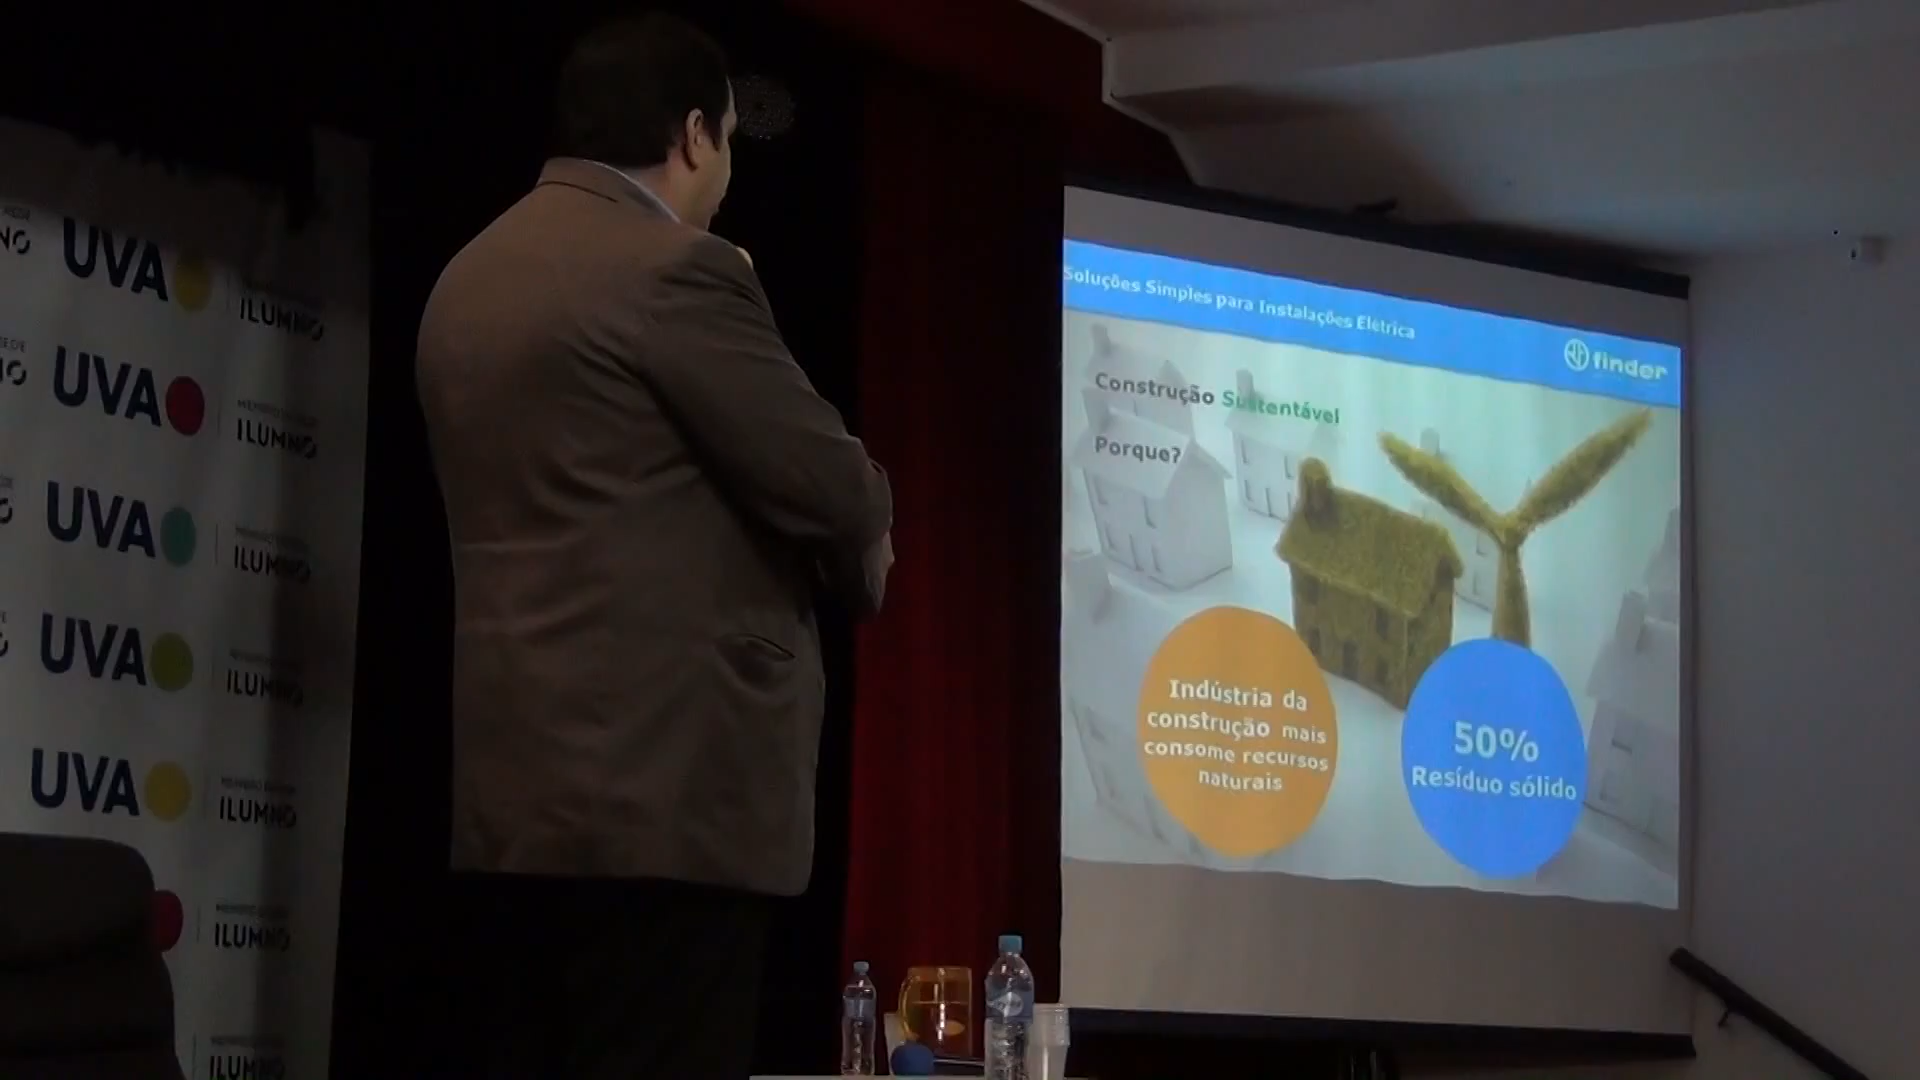 UVA
ILUMNO
UVA
ILUMNO
UVA
ILUMNO
UVA
ILUMNO
UVA
ILUMNO
ILUMNO
ILUMNO
Soluções Simples para Instalações Elétrica
finder
Construção Sustentável
Porque?
Indústria da
construção mais
consome recursos
naturais
50%
Resíduo sólido